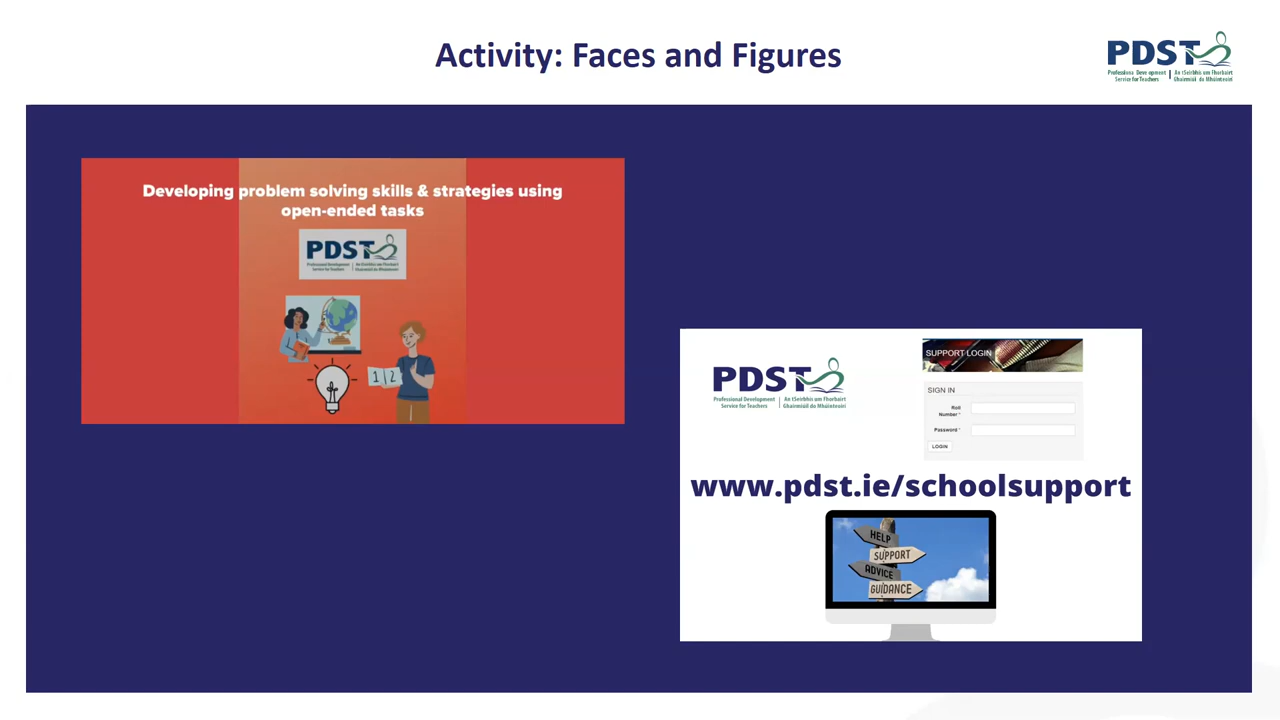 Activity: Faces and Figures
PDST
Professional Development
Service for Teachers
An tSeirbhís um Fhorbairt
Ghairmiúil do Mhúinteoirí
Developing problem solving skills & strategies using
open-ended tasks
PDST
Professional Development
Service for Teachers
An tSeirbhís um Fhorbairt
Ghairmiúil do Mhúinteoirí
1 2
PDST
Professional Development
Service for Teachers
An tSeirbhís um Fhorbairt
Ghairmiúil do Mhúinteoirí
SUPPORT LOGIN
SIGN IN
Roll
Number *
Password *
LOGIN
www.pdst.ie/schoolsupport
HELP
SUPPORT
ADVICE
GUIDANCE